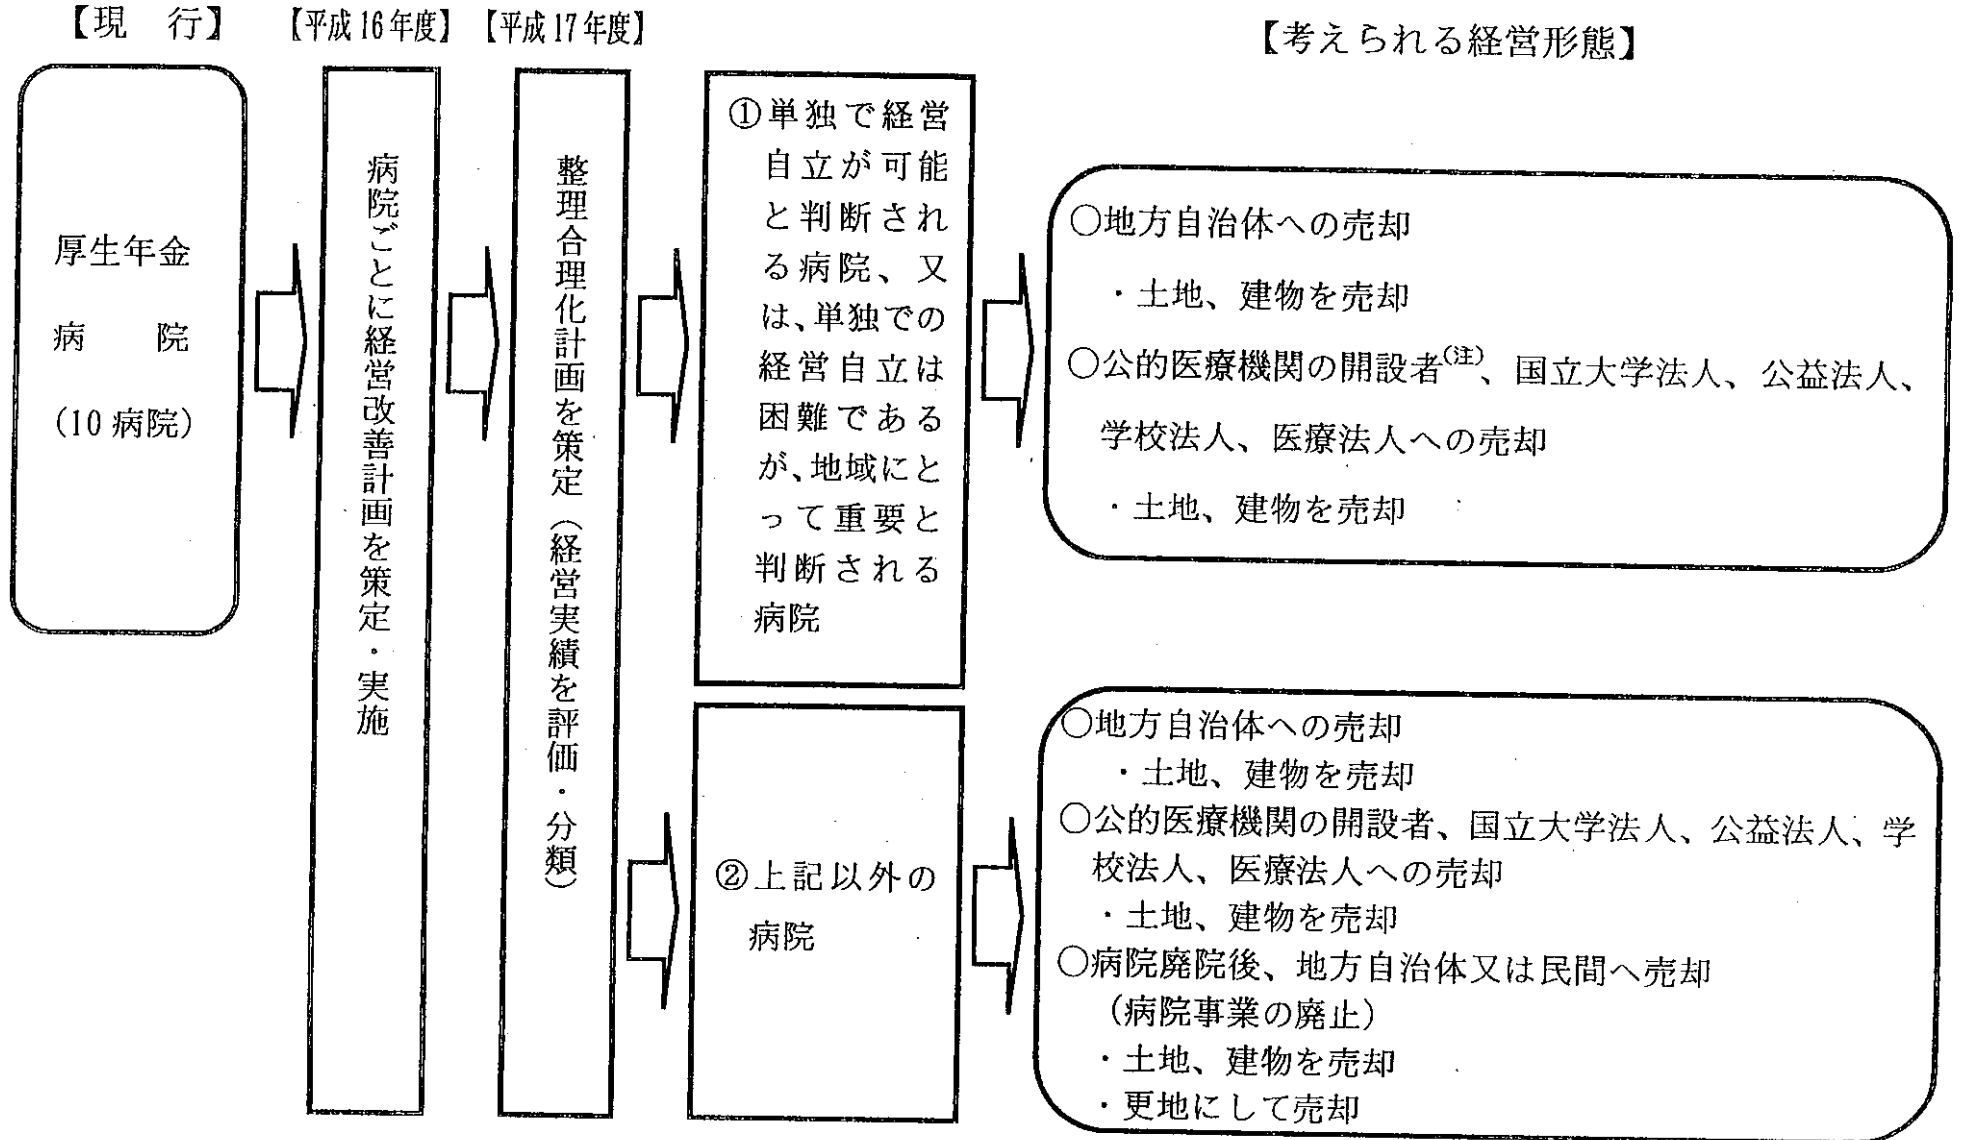 【現　行】
【平成16年度】
【平成17年度】
【考えられる経営形態】
厚生年金
病　　院
(10病院)
病院ごとに経営改善計画を策定・実施
整理合理化計画を策定（経営実績を評価・分類）
①単独で経営
自立が可能
と判断され
る病院、又
は、単独での
経営自立は
困難である
が、地域にと
って重要と
判断される
病院
○地方自治体への売却
・土地、建物を売却
○公的医療機関の開設者(注)、国立大学法人、公益法人、
学校法人、医療法人への売却
・土地、建物を売却
②上記以外の
病院
○地方自治体への売却
・土地、建物を売却
○公的医療機関の開設者、国立大学法人、公益法人、学
校法人、医療法人への売却
・土地、建物を売却
○病院廃院後、地方自治体又は民間へ売却
（病院事業の廃止）
・土地、建物を売却
・更地にして売却